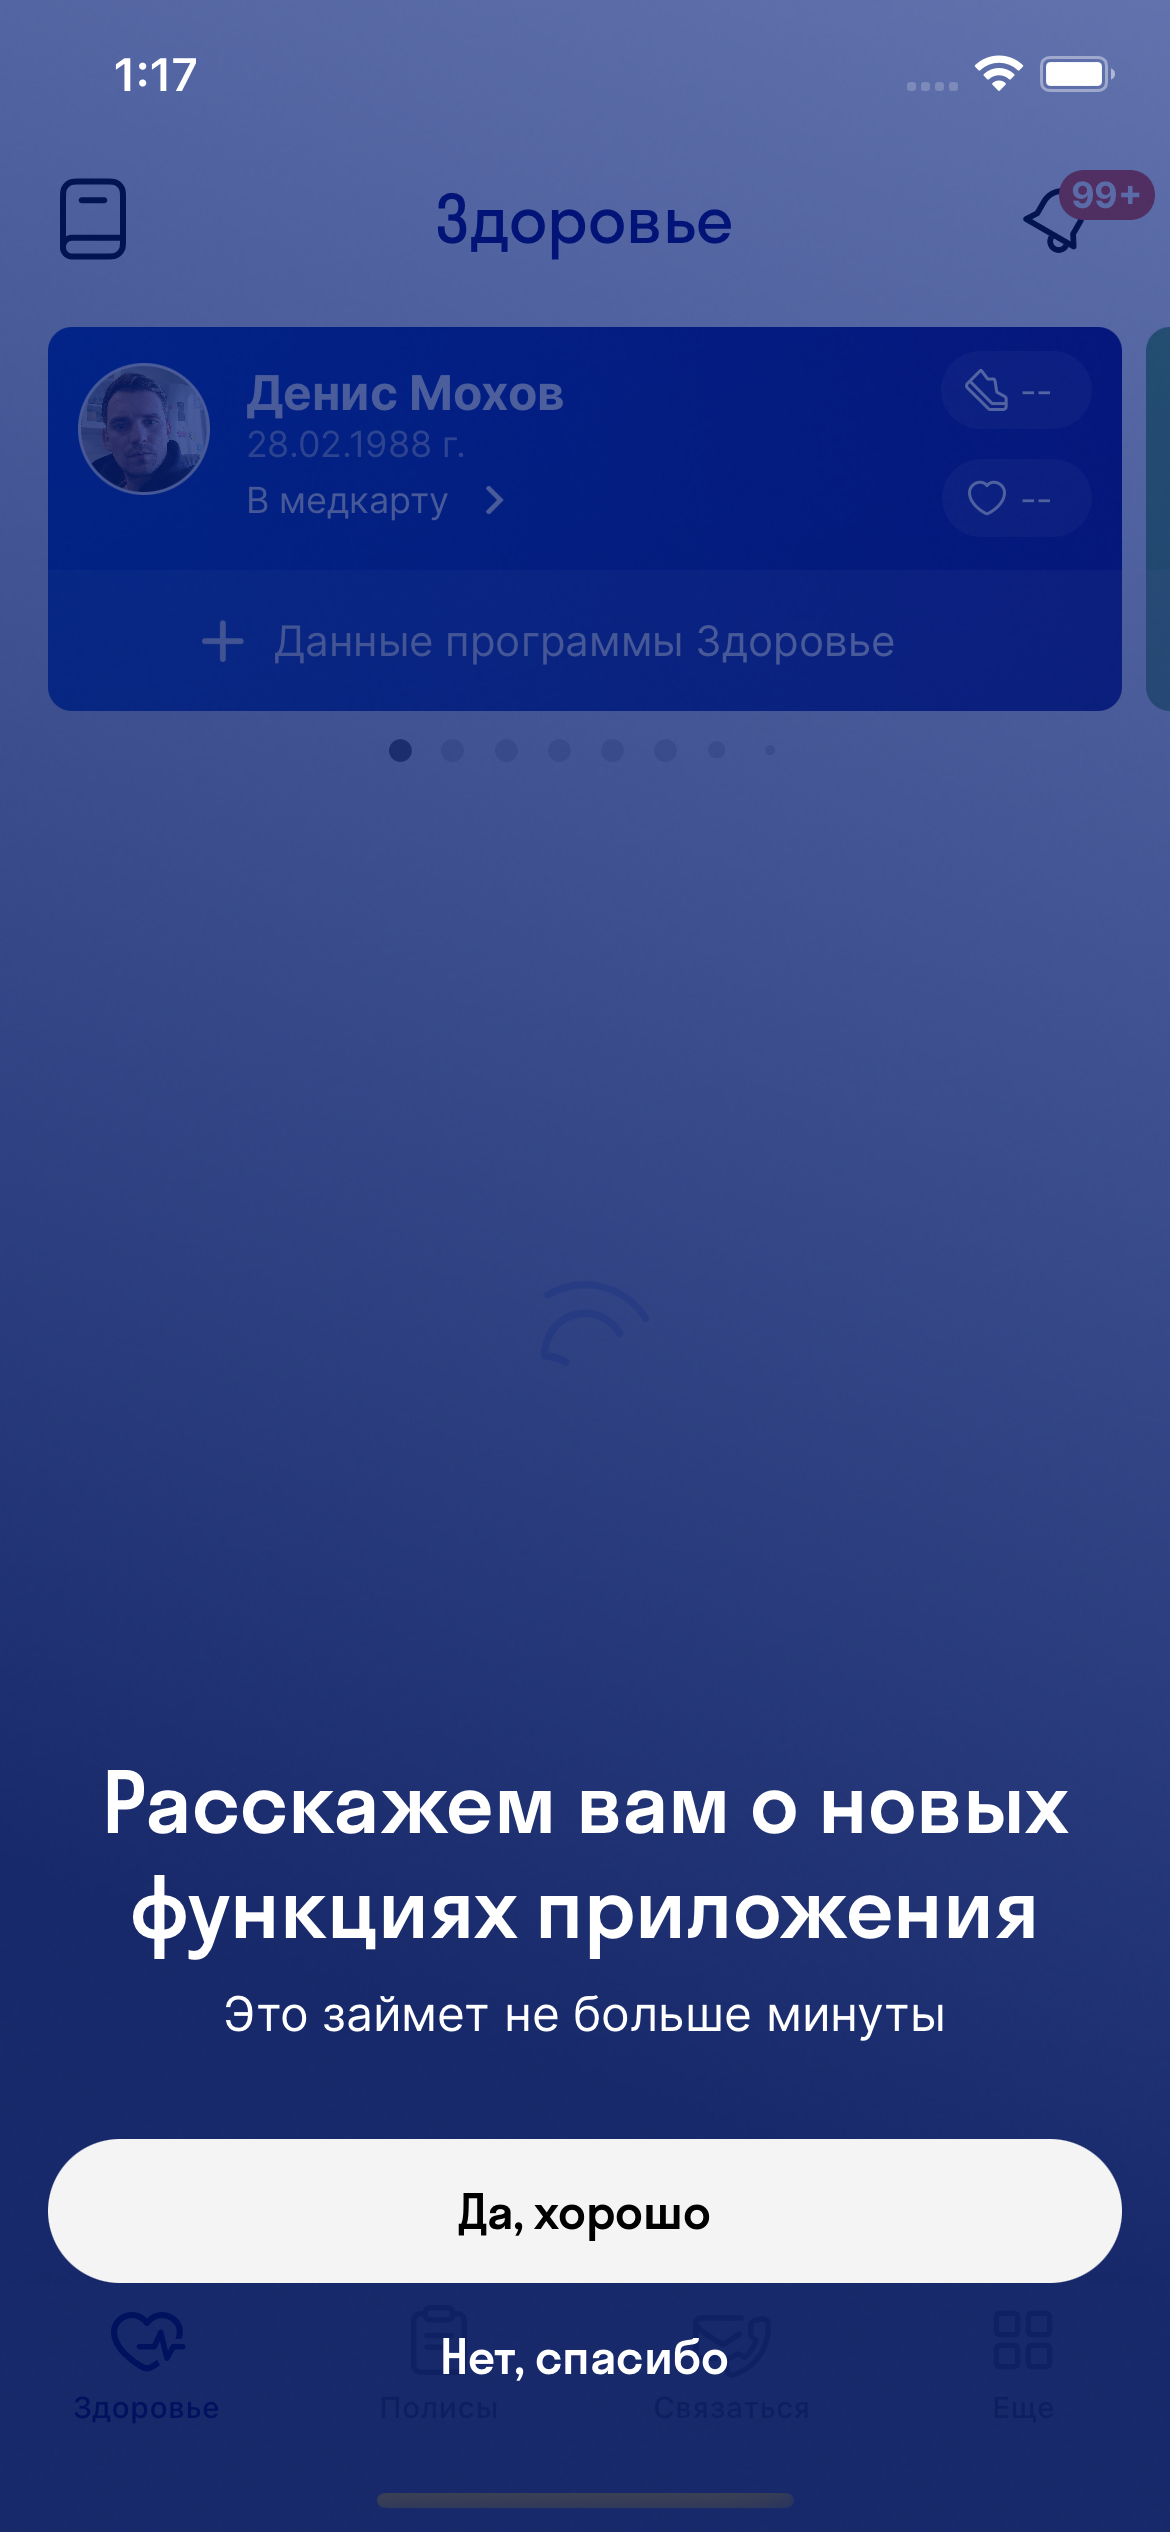 1:17
Здоровье
99+
Денис Мохов
28.02.1988 г.
--
В медкарту
--
Данные программы Здоровье
Расскажем вам о новых
функциях приложения
Это займет не больше минуты
Да, хорошо
Нет, спасибо
Здоровье
Полисы
Связаться
Еще